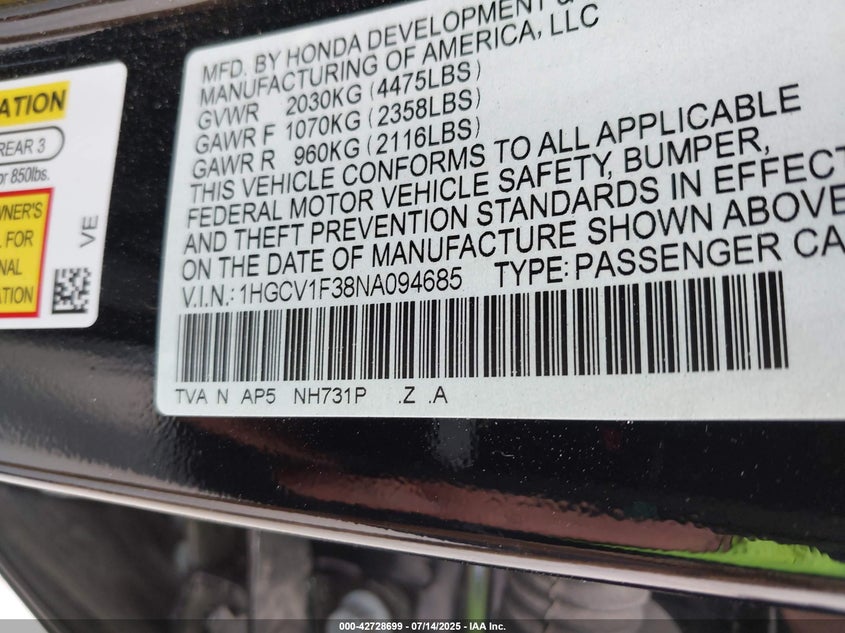 MFD. BY HONDA DEVELOPMENT &
MANUFACTURING OF AMERICA, LLC
GVWR 2030KG (4475LBS)
GAWR F 1070KG (2358LBS)
GAWR R 960KG (2116LBS)
THIS VEHICLE CONFORMS TO ALL APPLICABLE
FEDERAL MOTOR VEHICLE SAFETY, BUMPER,
AND THEFT PREVENTION STANDARDS IN EFFECT
ON THE DATE OF MANUFACTURE SHOWN ABOVE
V.I.N.: 1HGCV1F38NA094685 TYPE: PASSENGER CA
TVA N AP5 NH731P .Z .A
ATION
REAR 3
or 850lbs.
WNER'S
L FOR
NAL
ATION
VE
000-42728699 / 07/14/2025 / IAA Inc.